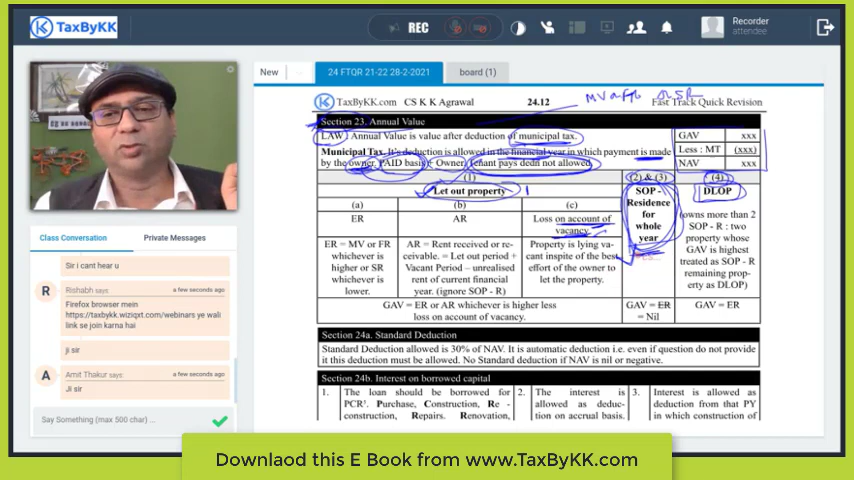 TaxByKK
REC
Recorder
attendee
New
24 FTQR 21-22 28-2-2021
board (1)
TaxByKK.com CS K K Agrawal 24.12 Fast Track Quick Revision
Section 23. Annual Value
LAW Annual Value is value after deduction of municipal tax.
Municipal Tax. It's deduction is allowed in the financial year in which payment is made
by the owner PAID basis + Owner, Tenant pays dedn not allowed
GAV xxx
Less : MT (xxx)
NAV xxx
(1)
Let out property
(2) & (3)
SOP -
Residence
for
whole
year
(4)
DLOP
(owns more than 2
SOP - R : two
property whose
GAV is highest
treated as SOP - R
remaining prop-
erty as DLOP)
(a) (b) (c)
ER AR Loss on account of
vacancy
ER = MV or FR
whichever is
higher or SR
whichever is
lower.
AR = Rent received or re-
ceivable. = Let out period +
Vacant Period – unrealised
rent of current financial
year. (ignore SOP - R)
Property is lying va-
cant inspite of the best
effort of the owner to
let the property.
GAV = ER or AR whichever is higher less
loss on account of vacancy.
GAV = ER
= Nil
GAV = ER
Section 24a. Standard Deduction
Standard Deduction allowed is 30% of NAV. It is automatic deduction i.e. even if question do not provide
it this deduction must be allowed. No Standard deduction if NAV is nil or negative.
Section 24b. Interest on borrowed capital
1. The loan should be borrowed for
PCR³. Purchase, Construction, Re -
construction, Repairs. Renovation,
2. The interest is
allowed as deduc-
tion on accrual basis.
3. Interest is allowed as
deduction from that PY
in which construction of
Class Conversation Private Messages
Sir i cant hear u
R Rishabh says: a few seconds ago
Firefox browser mein
https://taxbykk.wiziqxt.com/webinars ye wali
link se join karna hai
ji sir
A Amit Thakur says: a few seconds ago
Ji sir
Say Something (max 500 char) ...
Downlaod this E Book from www.TaxByKK.com